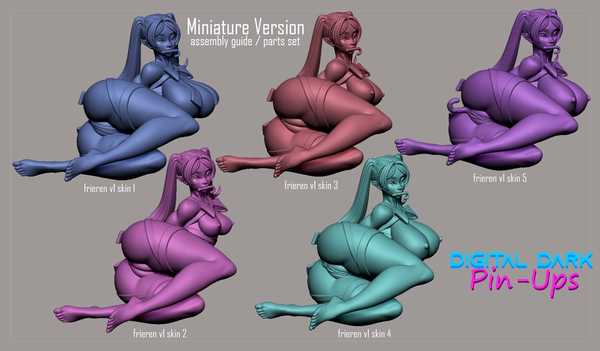 Miniature Version
assembly guide / parts set
frieren v1 skin 1
frieren v1 skin 3
frieren v1 skin 5
frieren v1 skin 2
frieren v1 skin 4
DIGITAL DARK
Pin-Ups